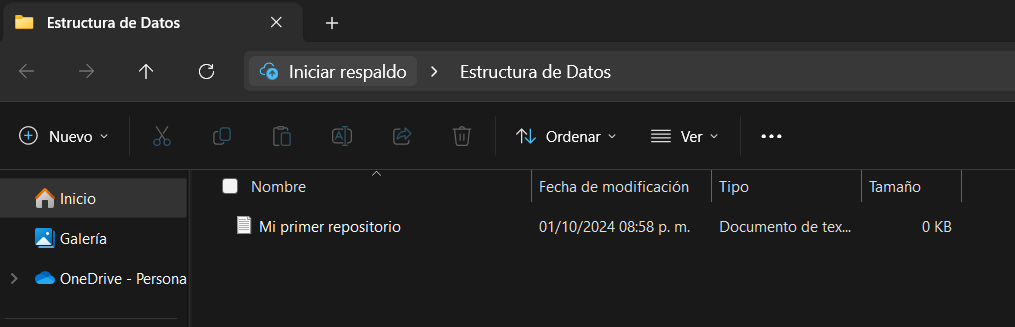 Estructura de Datos
Iniciar respaldo > Estructura de Datos
Nuevo Ordenar Ver
Nombre Fecha de modificación Tipo Tamaño
Inicio
Mi primer repositorio 01/10/2024 08:58 p. m. Documento de tex... 0 KB
Galería
OneDrive - Persona